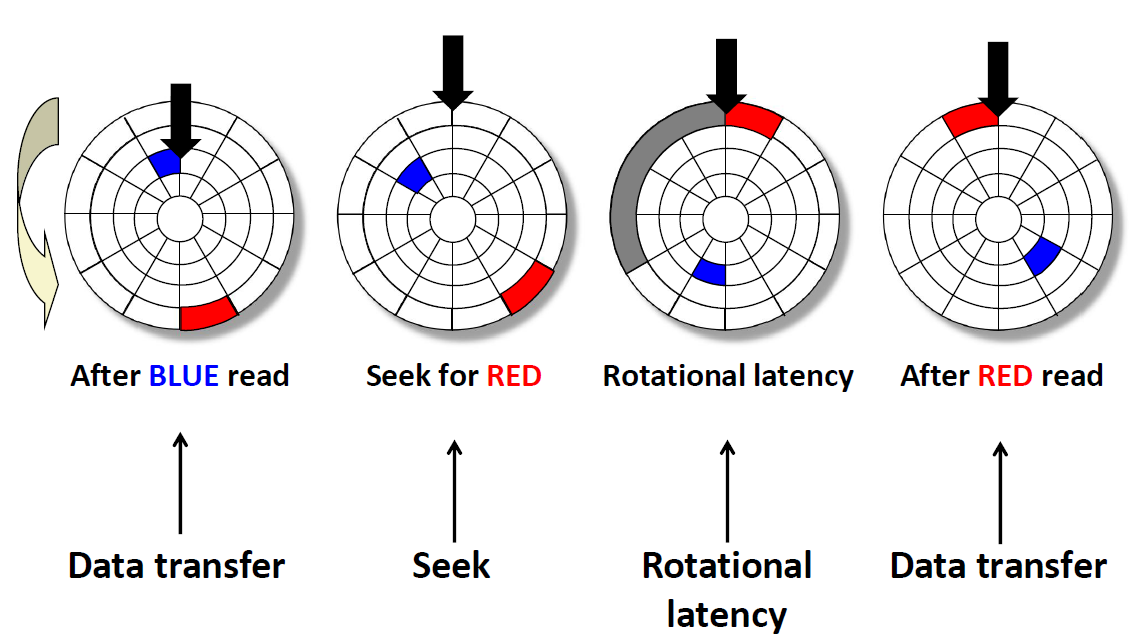 After BLUE read
Seek for RED
Rotational latency
After RED read
Data transfer
Seek
Rotational
latency
Data transfer